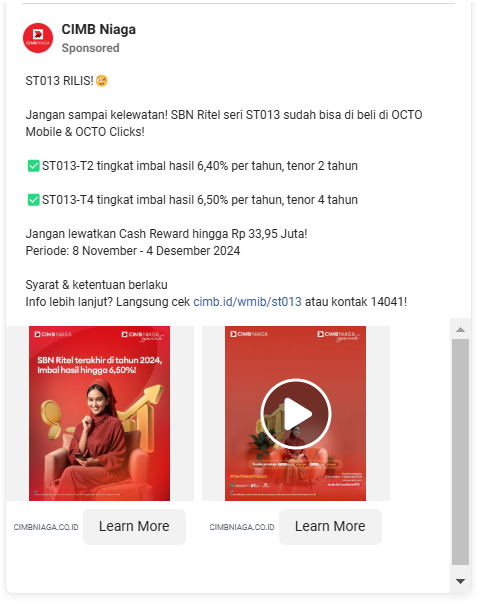 CIMB Niaga
Sponsored
ST013 RILIS!😉
Jangan sampai kelewatan! SBN Ritel seri ST013 sudah bisa di beli di OCTO
Mobile & OCTO Clicks!
✅ST013-T2 tingkat imbal hasil 6,40% per tahun, tenor 2 tahun
✅ST013-T4 tingkat imbal hasil 6,50% per tahun, tenor 4 tahun
Jangan lewatkan Cash Reward hingga Rp 33,95 Juta!
Periode: 8 November - 4 Desember 2024
Syarat & ketentuan berlaku
Info lebih lanjut? Langsung cek cimb.id/wmib/st013 atau kontak 14041!
CIMB NIAGA CIMB NIAGA syariah
SBN Ritel terakhir di tahun 2024,
Imbal hasil hingga 6,50%!
CIMB NIAGA CIMB NIAGA syariah
CIMBNIAGA.CO.ID Learn More
CIMBNIAGA.CO.ID Learn More